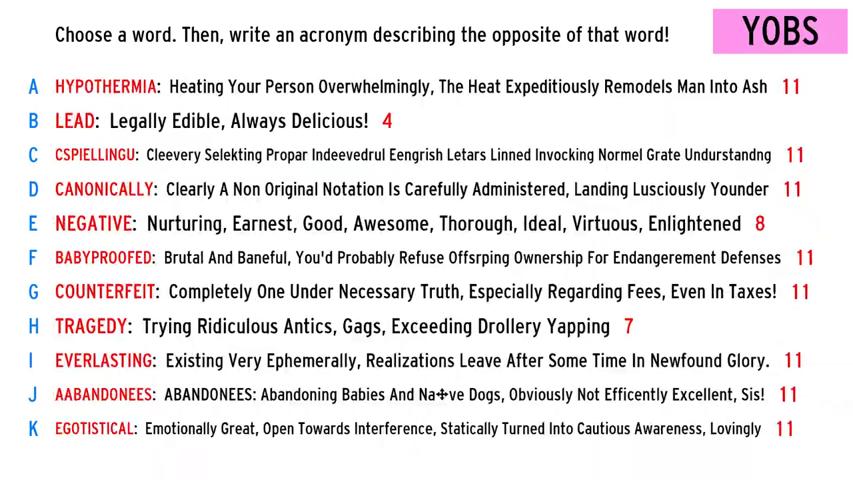 Choose a word. Then, write an acronym describing the opposite of that word!
YOBS
A HYPOTHERMIA: Heating Your Person Overwhelmingly, The Heat Expeditiously Remodels Man Into Ash 11
B LEAD: Legally Edible, Always Delicious! 4
C CSPIELLINGU: Cleevery Selekting Propar Indeevedrul Eengrish Letars Linned Invocking Normel Grate Undurstandng 11
D CANONICALLY: Clearly A Non Original Notation Is Carefully Administered, Landing Lusciously Younder 11
E NEGATIVE: Nurturing, Earnest, Good, Awesome, Thorough, Ideal, Virtuous, Enlightened 8
F BABYPROOFED: Brutal And Baneful, You'd Probably Refuse Offsrping Ownership For Endangerement Defenses 11
G COUNTERFEIT: Completely One Under Necessary Truth, Especially Regarding Fees, Even In Taxes! 11
H TRAGEDY: Trying Ridiculous Antics, Gags, Exceeding Drollery Yapping 7
I EVERLASTING: Existing Very Ephemerally, Realizations Leave After Some Time In Newfound Glory. 11
J AABANDONEES: ABANDONEES: Abandoning Babies And Na✣ve Dogs, Obviously Not Efficently Excellent, Sis! 11
K EGOTISTICAL: Emotionally Great, Open Towards Interference, Statically Turned Into Cautious Awareness, Lovingly 11